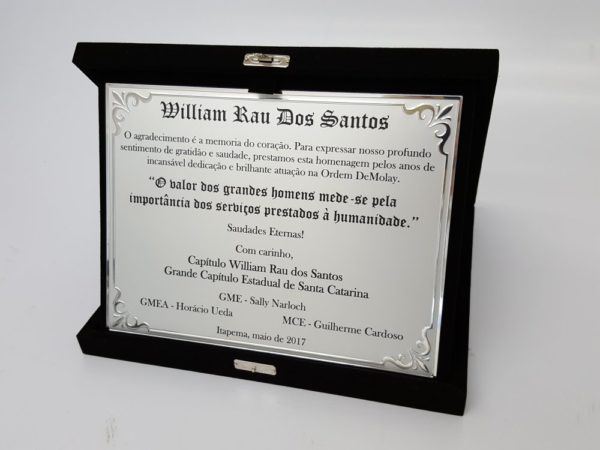 William Rau Dos Santos
O agradecimento é a memoria do coração. Para expressar nosso profundo
sentimento de gratidão e saudade, prestamos esta homenagem pelos anos de
incansável dedicação e brilhante atuação na Ordem DeMolay.
“O valor dos grandes homens mede-se pela
importância dos serviços prestados à humanidade.”
Saudades Eternas!
Com carinho,
Capítulo William Rau dos Santos
Grande Capítulo Estadual de Santa Catarina
GME - Sally Narloch
GMEA - Horácio Ueda
MCE - Guilherme Cardoso
Itapema, maio de 2017